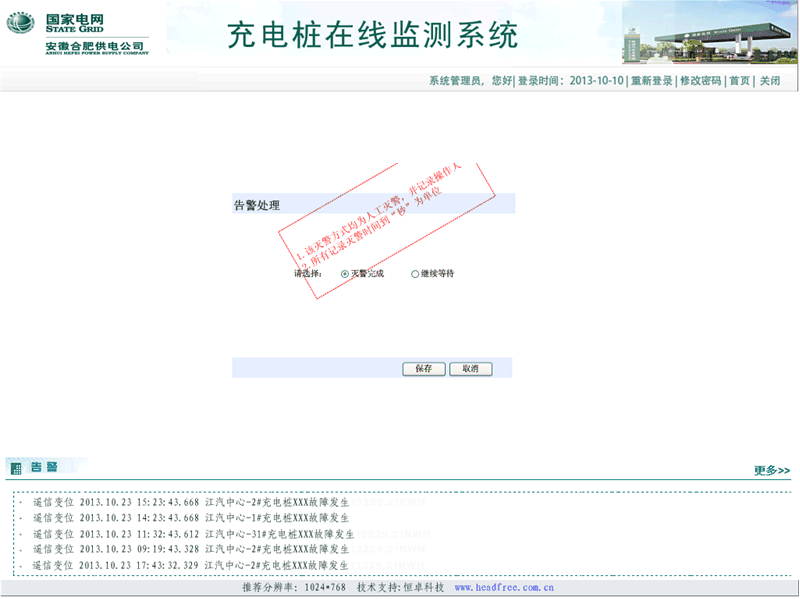 国家电网
STATE GRID
安徽合肥供电公司
ANHUI HEFEI POWER SUPPLY COMPANY
充电桩在线监测系统
系统管理员，您好| 登录时间：2013-10-10 | 重新登录 | 修改密码 | 首页 | 关闭
告警处理
1. 该灭警方式均为人工灭警，并记录操作人
2. 所有记录灭警时间到“秒”为单位
请选择： 灭警完成 继续等待
保存 取消
告 警
更多>>
遥信变位 2013.10.23 15:23:43.668 江汽中心-2#充电桩XXX故障发生
遥信变位 2013.10.23 14:23:43.668 江汽中心-1#充电桩XXX故障发生
遥信变位 2013.10.23 11:32:43.612 江汽中心-31#充电桩XXX故障发生
遥信变位 2013.10.23 09:19:43.328 江汽中心-2#充电桩XXX故障发生
遥信变位 2013.10.23 17:43:32.329 江汽中心-2#充电桩XXX故障发生
推荐分辨率: 1024*768 技术支持:恒卓科技 www.headfree.com.cn